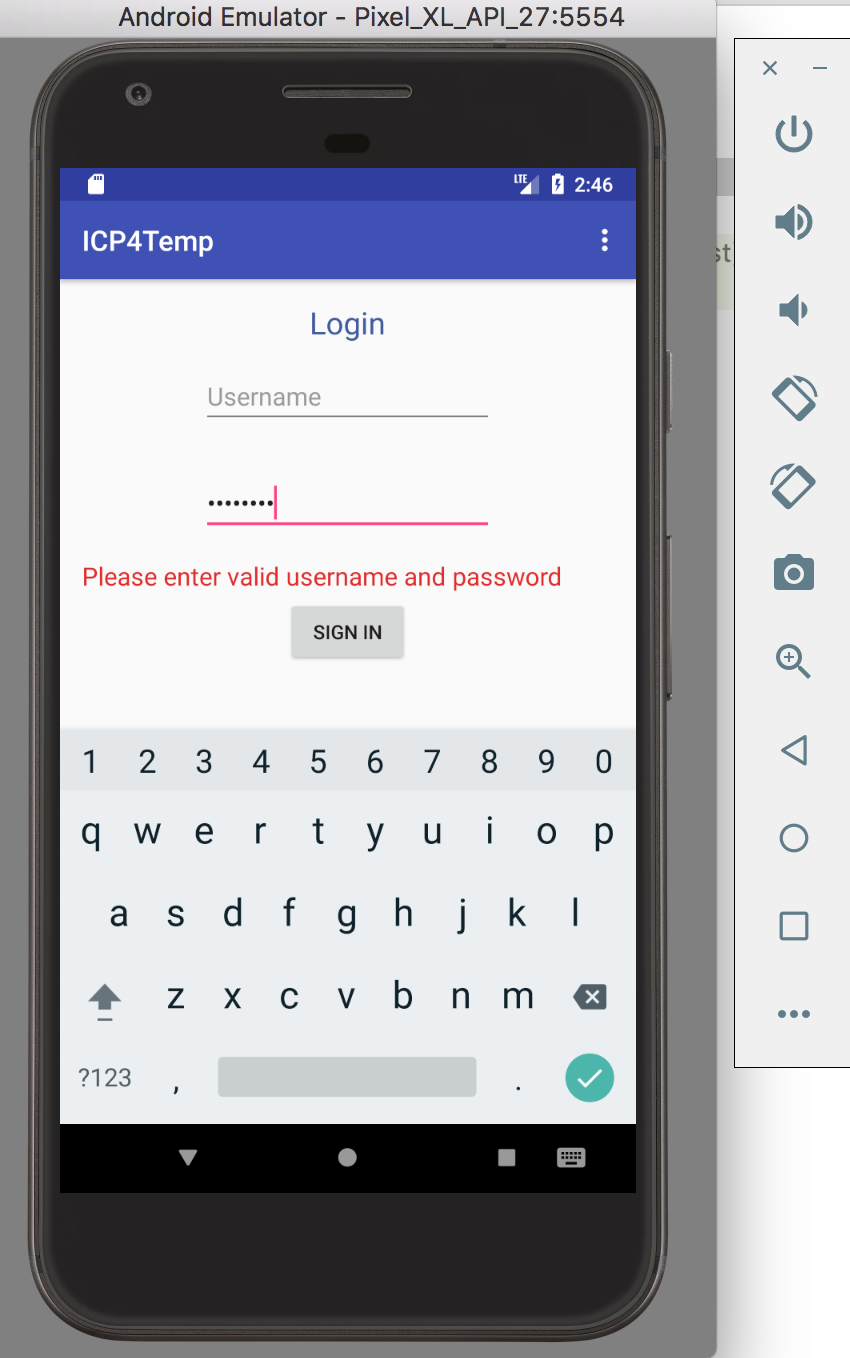 Android Emulator - Pixel_XL_API_27:5554
LTE 2:46
ICP4Temp
st
Login
Username
••••••••
Please enter valid username and password
SIGN IN
1 2 3 4 5 6 7 8 9 0
q w e r t y u i o p
a s d f g h j k l
z x c v b n m
?123 , .